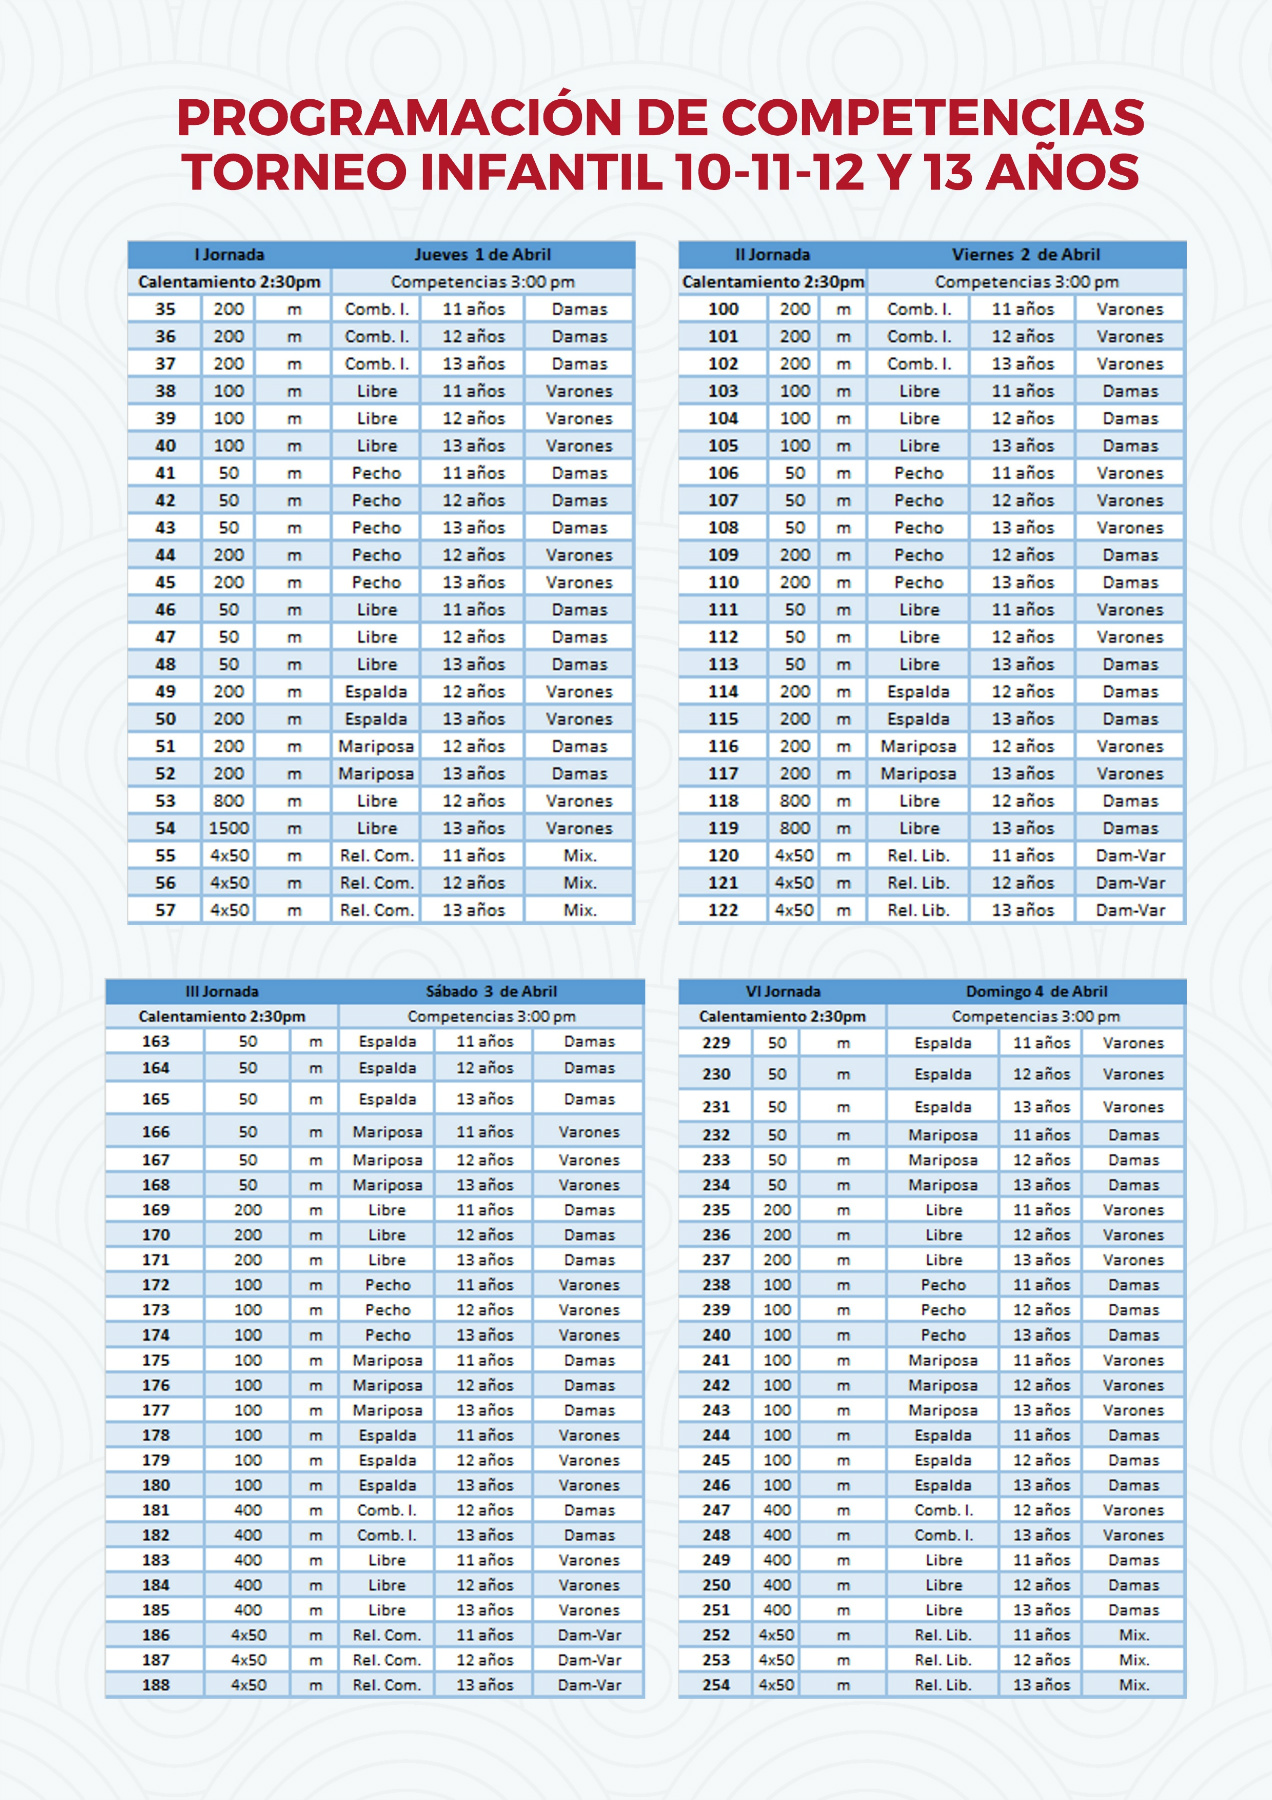 PROGRAMACIÓN DE COMPETENCIAS
TORNEO INFANTIL 10-11-12 Y 13 AÑOS
I Jornada Jueves 1 de Abril
Calentamiento 2:30pm Competencias 3:00 pm
35 200 m Comb. I. 11 años Damas
36 200 m Comb. I. 12 años Damas
37 200 m Comb. I. 13 años Damas
38 100 m Libre 11 años Varones
39 100 m Libre 12 años Varones
40 100 m Libre 13 años Varones
41 50 m Pecho 11 años Damas
42 50 m Pecho 12 años Damas
43 50 m Pecho 13 años Damas
44 200 m Pecho 12 años Varones
45 200 m Pecho 13 años Varones
46 50 m Libre 11 años Damas
47 50 m Libre 12 años Damas
48 50 m Libre 13 años Damas
49 200 m Espalda 12 años Varones
50 200 m Espalda 13 años Varones
51 200 m Mariposa 12 años Damas
52 200 m Mariposa 13 años Damas
53 800 m Libre 12 años Varones
54 1500 m Libre 13 años Varones
55 4x50 m Rel. Com. 11 años Mix.
56 4x50 m Rel. Com. 12 años Mix.
57 4x50 m Rel. Com. 13 años Mix.
II Jornada Viernes 2 de Abril
Calentamiento 2:30pm Competencias 3:00 pm
100 200 m Comb. I. 11 años Varones
101 200 m Comb. I. 12 años Varones
102 200 m Comb. I. 13 años Varones
103 100 m Libre 11 años Damas
104 100 m Libre 12 años Damas
105 100 m Libre 13 años Damas
106 50 m Pecho 11 años Varones
107 50 m Pecho 12 años Varones
108 50 m Pecho 13 años Varones
109 200 m Pecho 12 años Damas
110 200 m Pecho 13 años Damas
111 50 m Libre 11 años Varones
112 50 m Libre 12 años Varones
113 50 m Libre 13 años Damas
114 200 m Espalda 12 años Damas
115 200 m Espalda 13 años Damas
116 200 m Mariposa 12 años Varones
117 200 m Mariposa 13 años Varones
118 800 m Libre 12 años Damas
119 800 m Libre 13 años Damas
120 4x50 m Rel. Lib. 11 años Dam-Var
121 4x50 m Rel. Lib. 12 años Dam-Var
122 4x50 m Rel. Lib. 13 años Dam-Var
III Jornada Sábado 3 de Abril
Calentamiento 2:30pm Competencias 3:00 pm
163 50 m Espalda 11 años Damas
164 50 m Espalda 12 años Damas
165 50 m Espalda 13 años Damas
166 50 m Mariposa 11 años Varones
167 50 m Mariposa 12 años Varones
168 50 m Mariposa 13 años Varones
169 200 m Libre 11 años Damas
170 200 m Libre 12 años Damas
171 200 m Libre 13 años Damas
172 100 m Pecho 11 años Varones
173 100 m Pecho 12 años Varones
174 100 m Pecho 13 años Varones
175 100 m Mariposa 11 años Damas
176 100 m Mariposa 12 años Damas
177 100 m Mariposa 13 años Damas
178 100 m Espalda 11 años Varones
179 100 m Espalda 12 años Varones
180 100 m Espalda 13 años Varones
181 400 m Comb. I. 12 años Damas
182 400 m Comb. I. 13 años Damas
183 400 m Libre 11 años Varones
184 400 m Libre 12 años Varones
185 400 m Libre 13 años Varones
186 4x50 m Rel. Com. 11 años Dam-Var
187 4x50 m Rel. Com. 12 años Dam-Var
188 4x50 m Rel. Com. 13 años Dam-Var
VI Jornada Domingo 4 de Abril
Calentamiento 2:30pm Competencias 3:00 pm
229 50 m Espalda 11 años Varones
230 50 m Espalda 12 años Varones
231 50 m Espalda 13 años Varones
232 50 m Mariposa 11 años Damas
233 50 m Mariposa 12 años Damas
234 50 m Mariposa 13 años Damas
235 200 m Libre 11 años Varones
236 200 m Libre 12 años Varones
237 200 m Libre 13 años Varones
238 100 m Pecho 11 años Damas
239 100 m Pecho 12 años Damas
240 100 m Pecho 13 años Damas
241 100 m Mariposa 11 años Varones
242 100 m Mariposa 12 años Varones
243 100 m Mariposa 13 años Varones
244 100 m Espalda 11 años Damas
245 100 m Espalda 12 años Damas
246 100 m Espalda 13 años Damas
247 400 m Comb. I. 12 años Varones
248 400 m Comb. I. 13 años Varones
249 400 m Libre 11 años Damas
250 400 m Libre 12 años Damas
251 400 m Libre 13 años Damas
252 4x50 m Rel. Lib. 11 años Mix.
253 4x50 m Rel. Lib. 12 años Mix.
254 4x50 m Rel. Lib. 13 años Mix.